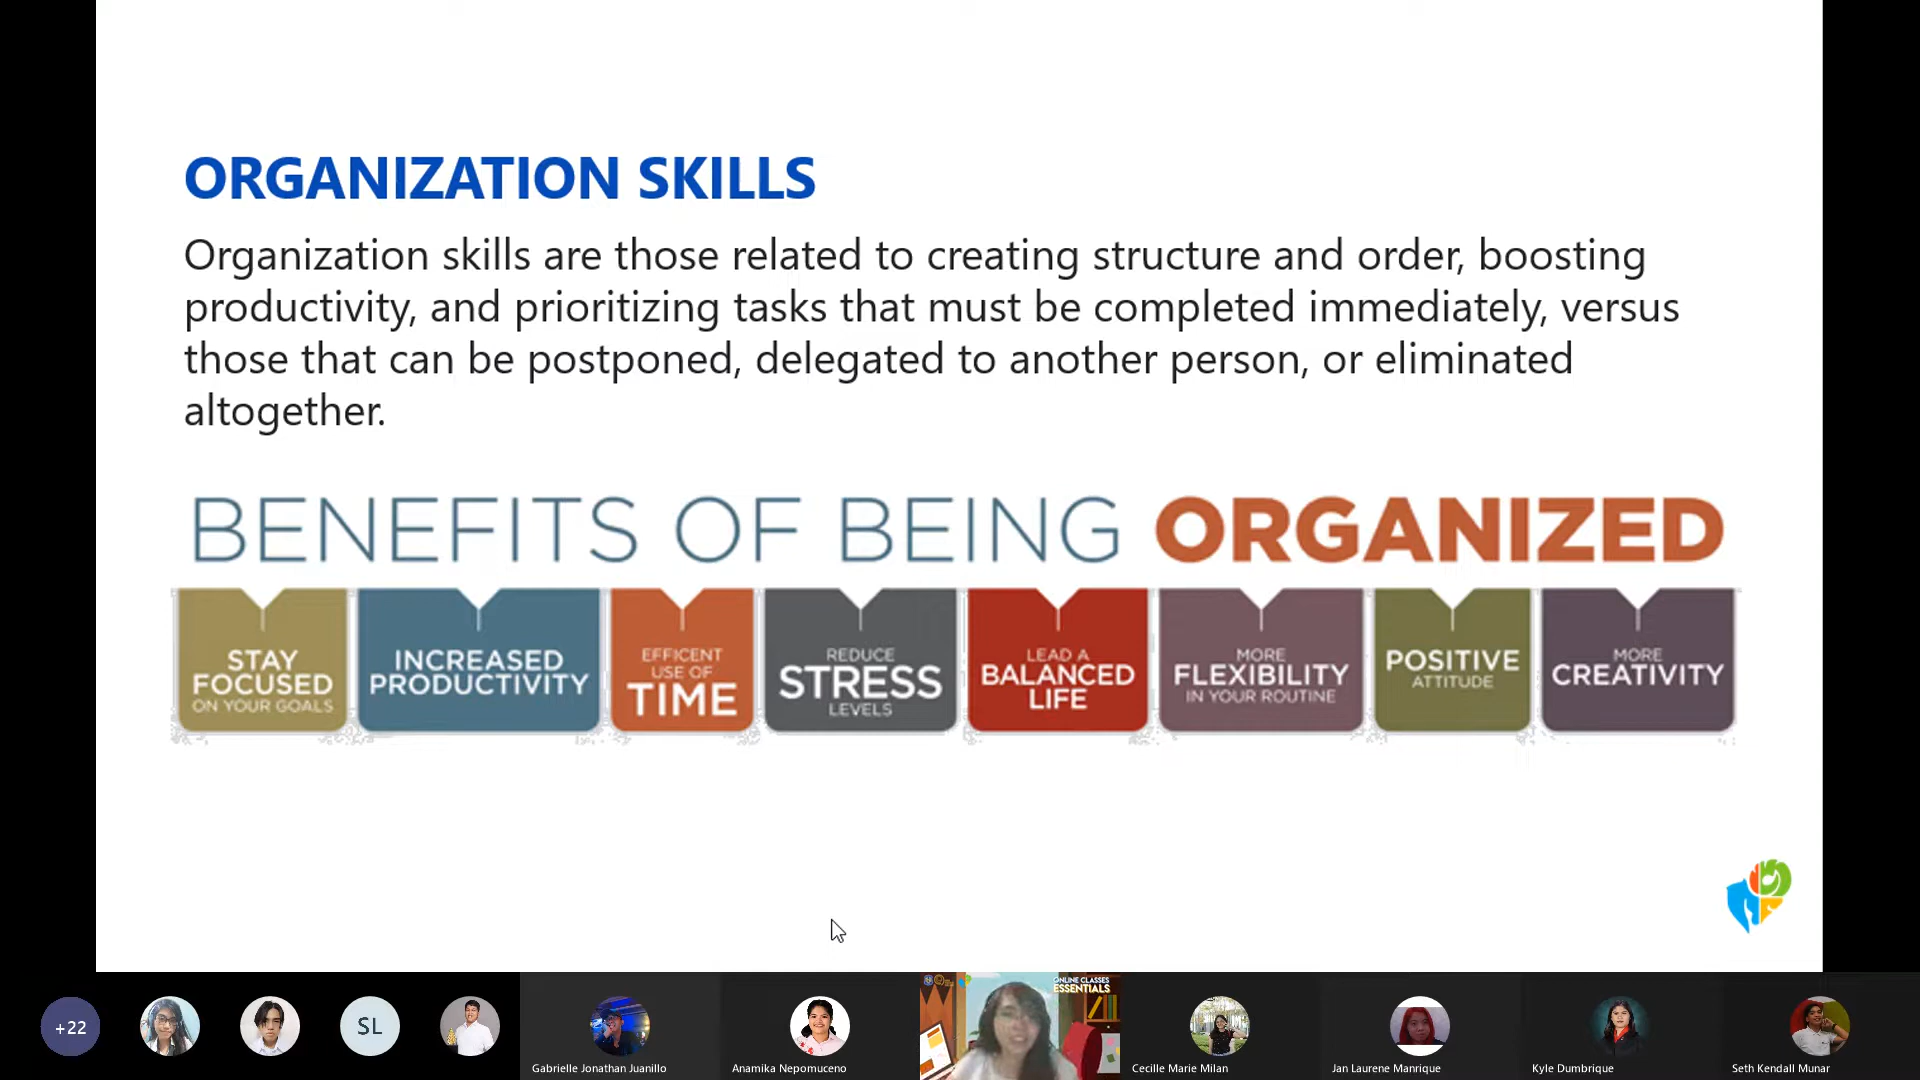 ORGANIZATION SKILLS
Organization skills are those related to creating structure and order, boosting
productivity, and prioritizing tasks that must be completed immediately, versus
those that can be postponed, delegated to another person, or eliminated
altogether.
BENEFITS OF BEING ORGANIZED
STAY
FOCUSED
ON YOUR GOALS
INCREASED
PRODUCTIVITY
EFFICENT
USE OF
TIME
REDUCE
STRESS
LEVELS
LEAD A
BALANCED
LIFE
MORE
FLEXIBILITY
IN YOUR ROUTINE
POSITIVE
ATTITUDE
MORE
CREATIVITY
+22
SL
ONLINE CLASSES
ESSENTIALS
Gabrielle Jonathan Juanillo
Anamika Nepomuceno
Cecille Marie Milan
Jan Laurene Manrique
Kyle Dumbrique
Seth Kendall Munar